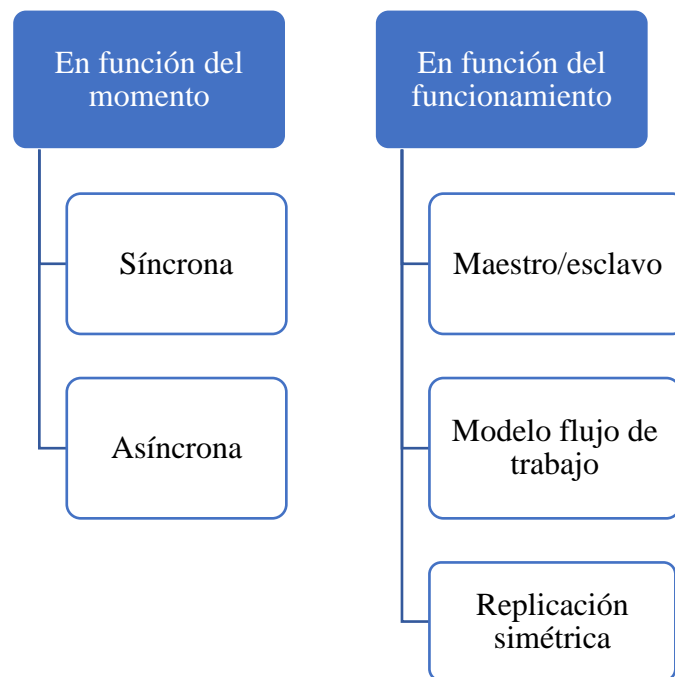 En función del
momento
Síncrona
Asíncrona
En función del
funcionamiento
Maestro/esclavo
Modelo flujo de
trabajo
Replicación
simétrica